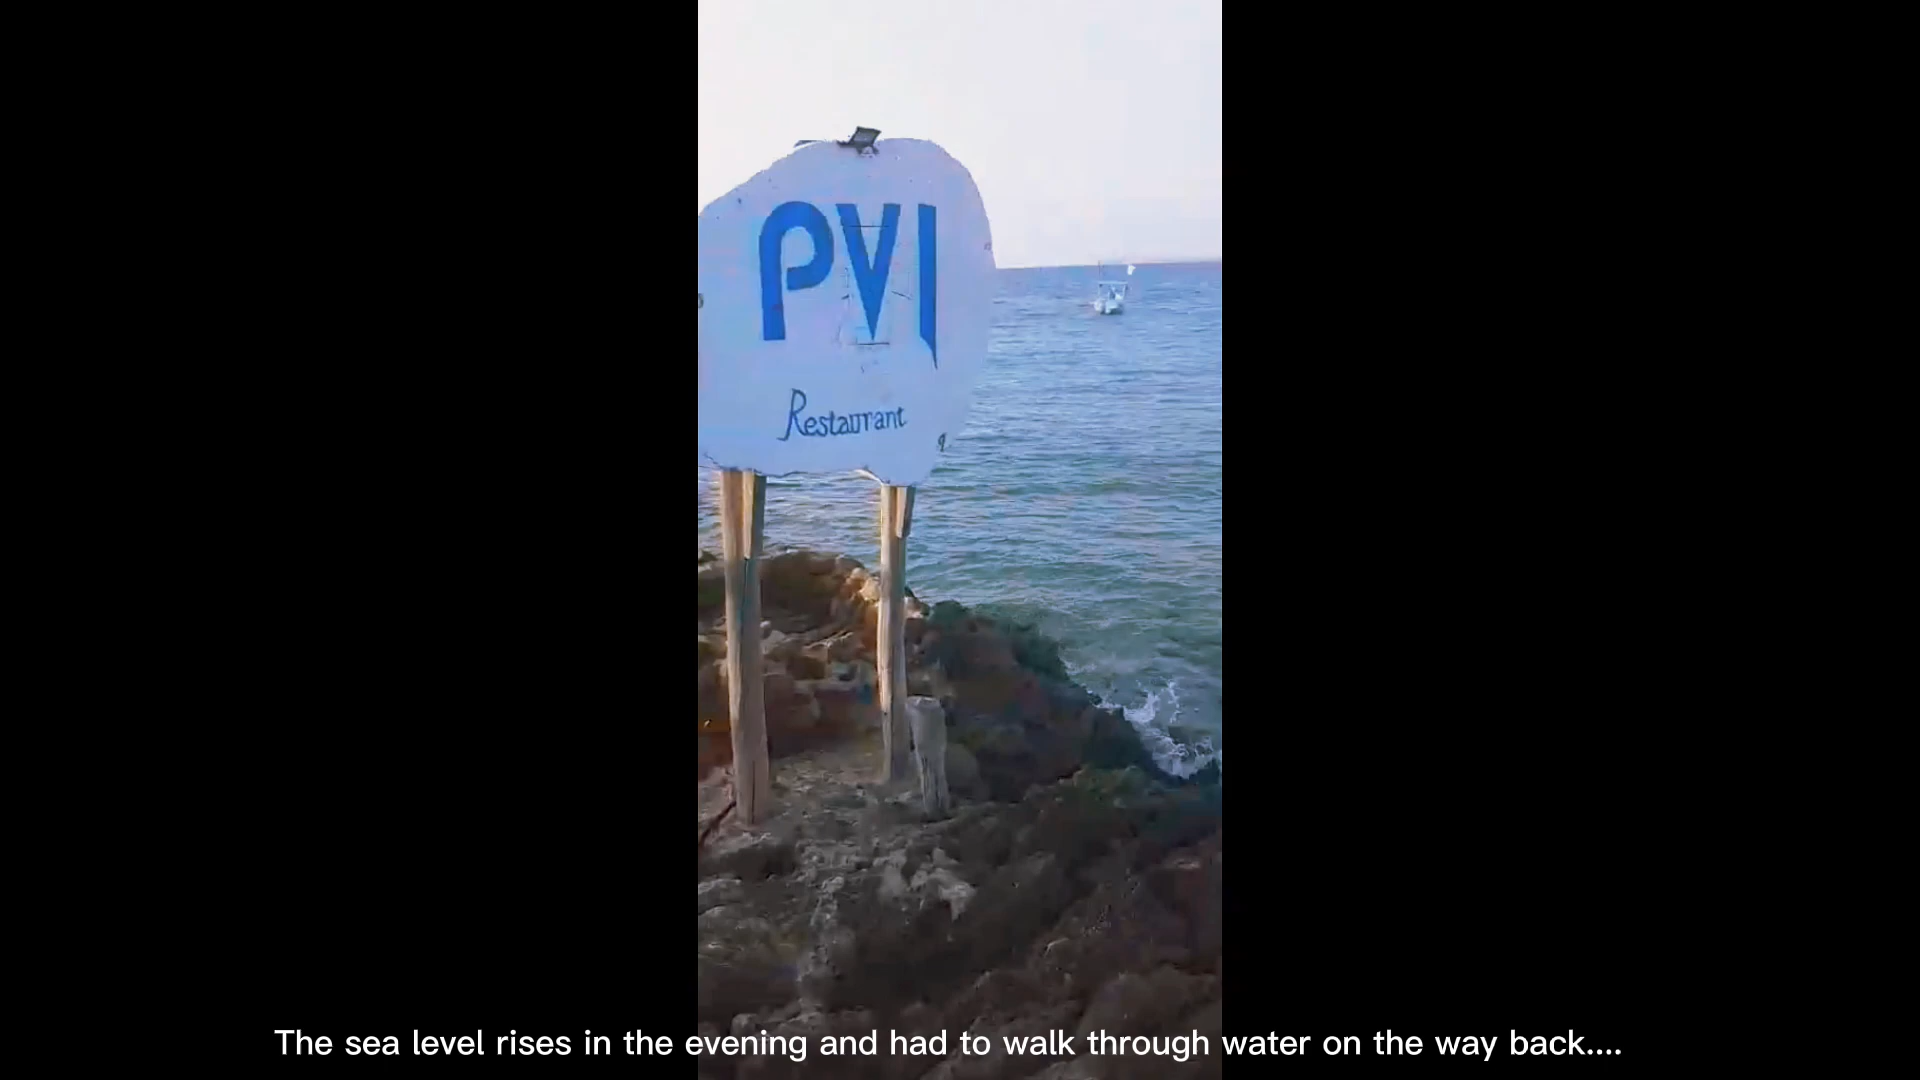 PVI
Restaurant
The sea level rises in the evening and had to walk through water on the way back....